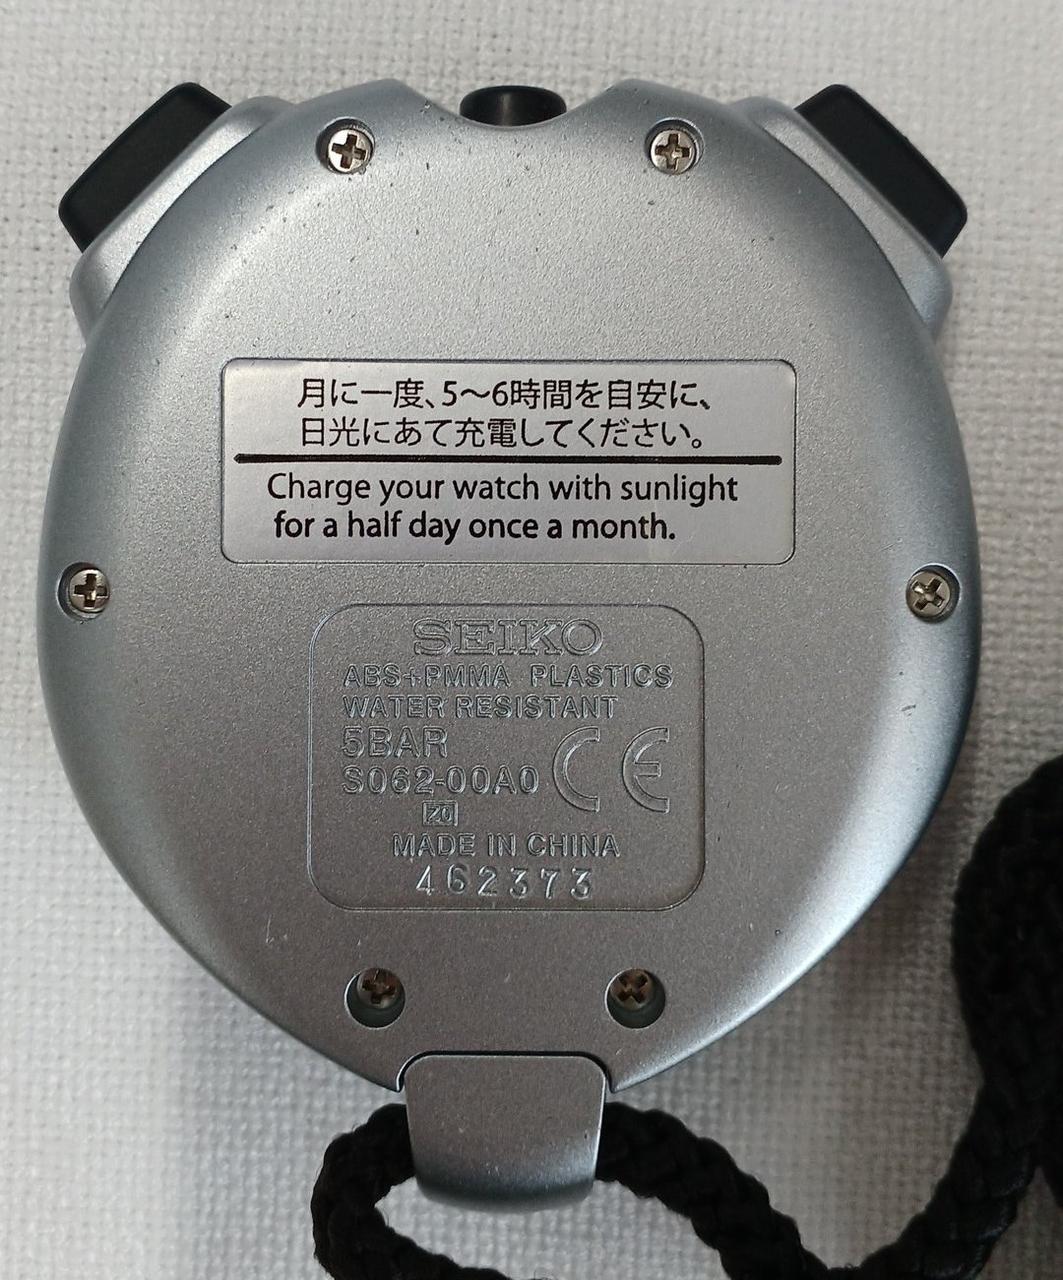 月に一度、5～6時間を目安に、
日光にあて充電してください。
Charge your watch with sunlight
for a half day once a month.
SEIKO
ABS+PMMA PLASTICS
WATER RESISTANT
5BAR
S062-00A0 CE
Z0
MADE IN CHINA
462373